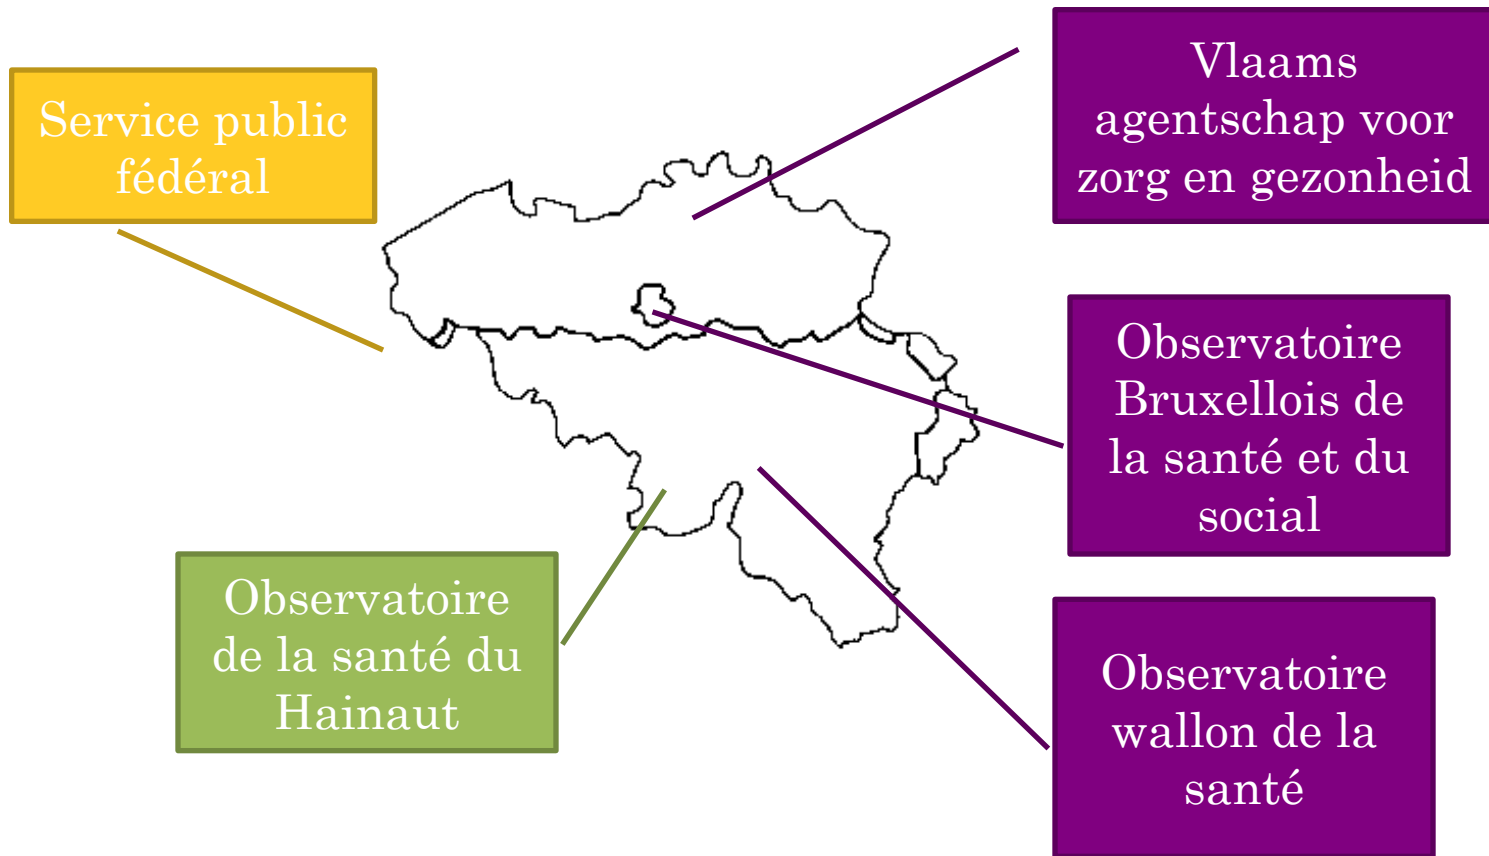 Service public
fédéral
Vlaams
agentschap voor
zorg en gezonheid
Observatoire
Bruxellois de
la santé et du
social
Observatoire
de la santé du
Hainaut
Observatoire
wallon de la
santé